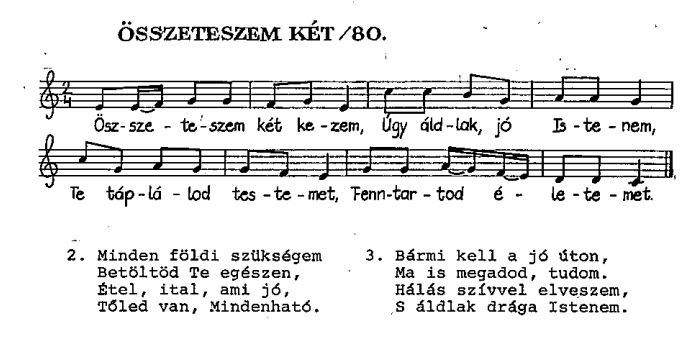 ÖSSZETESZEM KÉT /80.
2 4
Ösz-sze - te-szem két ke-zem, Úgy áld-lak, jó Is-te-nem,
Te táp-lá-lod tes-te-met, Fenn-tar-tod é - le-te-met.
2. Minden földi szükségem
Betöltöd Te egészen,
Étel, ital, ami jó,
Tőled van, Mindenható.
3. Bármi kell a jó úton,
Ma is megadod, tudom.
Hálás szívvel elveszem,
S áldlak drága Istenem.